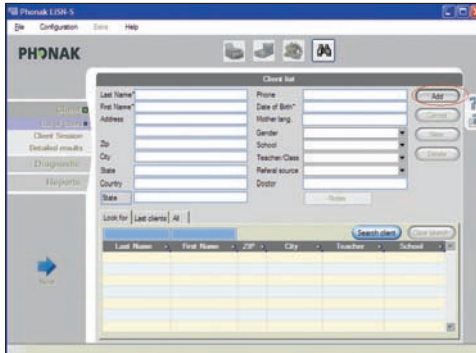 Phonak LISN-S
File Configuration Extra Help
PHONAK
Client list
Last Name*
First Name*
Address
Zip
City
State
Country
State
Phone
Date of Birth*
Mother lang.
Gender
School
Teacher/Class
Referal source
Doctor
Notes
Add
Cancel
Save
Delete
Client
Client Session
Detailed results
Diagnostic
Reports
Next
Look for Last clients All
Search client Clear search
Last Name First Name ZIP City Teacher School